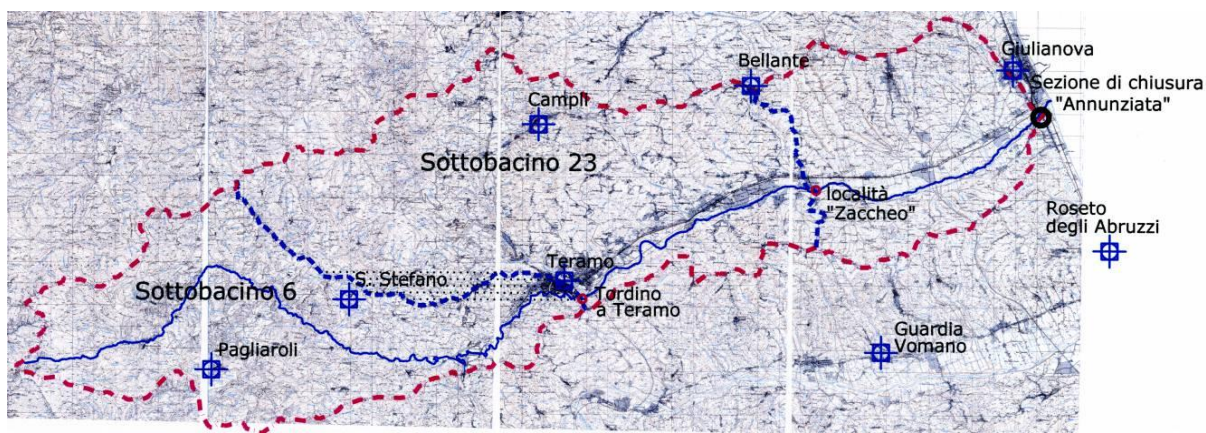 Giulianova
Sezione di chiusura
"Annunziata"
Bellante
Campli
Sottobacino 23
località
"Zaccheo"
Roseto
degli Abruzzi
Teramo
S. Stefano
Sottobacino 6
Tordino
a Teramo
Guardia
Vomano
Pagliaroli